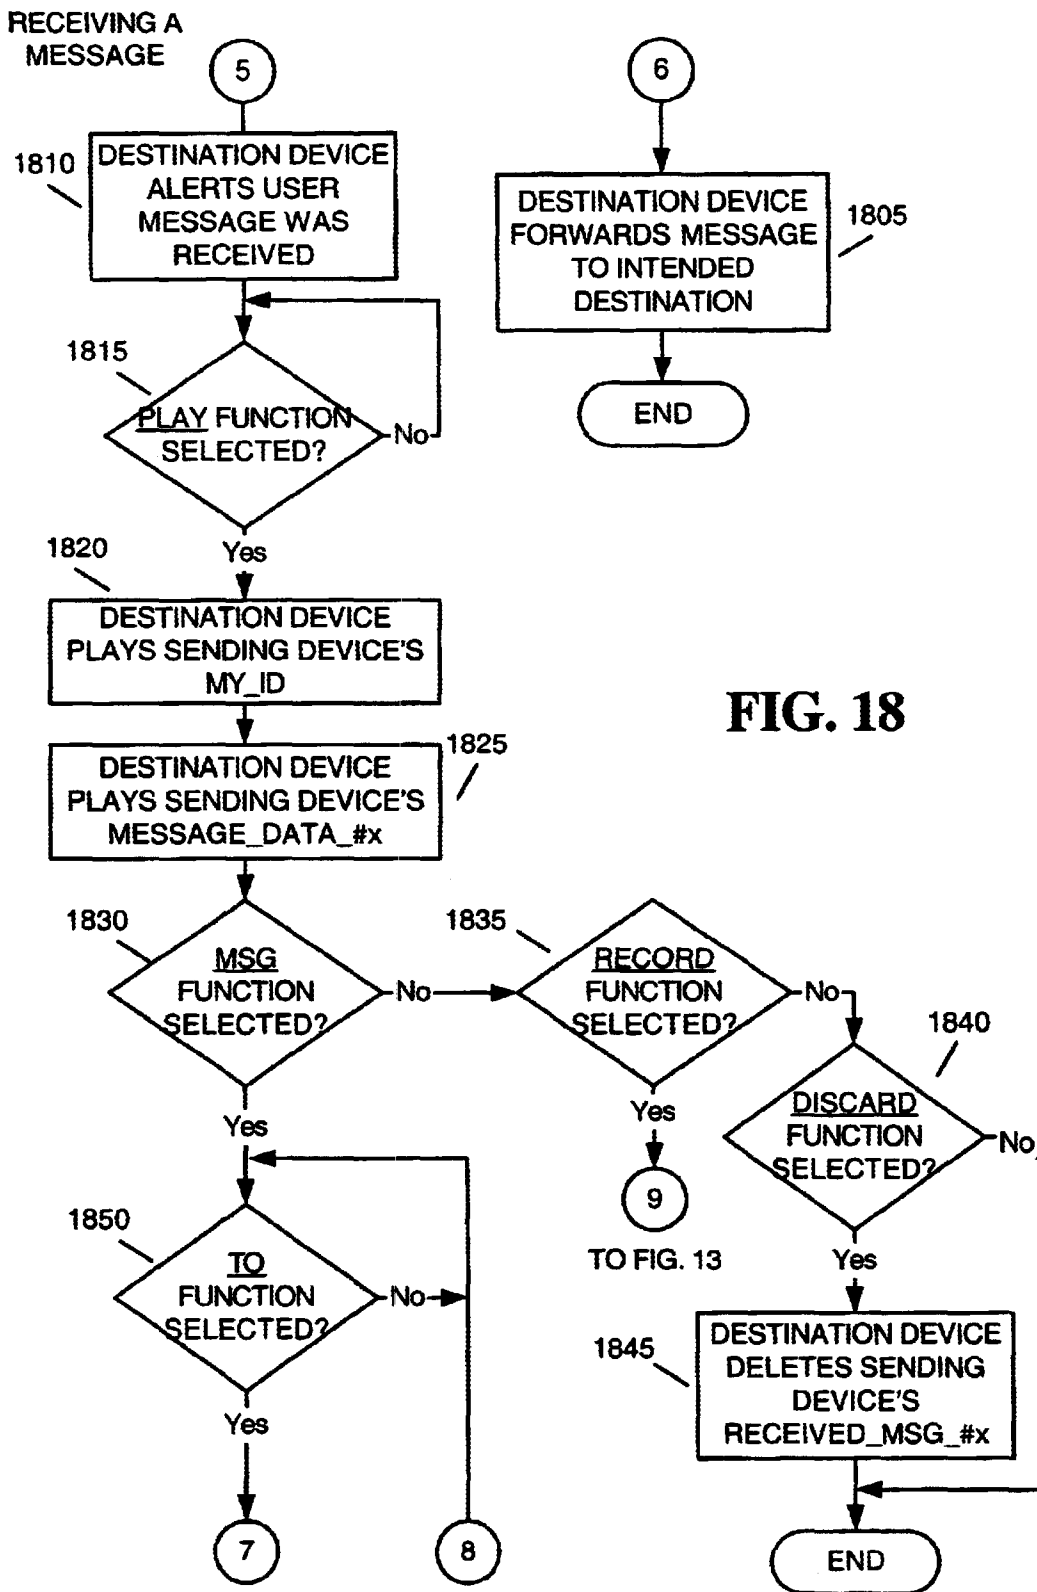 RECEIVING A
MESSAGE
5
6
1810
DESTINATION DEVICE
ALERTS USER
MESSAGE WAS
RECEIVED
DESTINATION DEVICE
FORWARDS MESSAGE
TO INTENDED
DESTINATION
1805
END
1815
PLAY FUNCTION
SELECTED?
No
Yes
1820
DESTINATION DEVICE
PLAYS SENDING DEVICE'S
MY_ID
FIG. 18
1825
DESTINATION DEVICE
PLAYS SENDING DEVICE'S
MESSAGE_DATA_#x
1830
MSG
FUNCTION
SELECTED?
No
Yes
1835
RECORD
FUNCTION
SELECTED?
No
Yes
9
TO FIG. 13
1840
DISCARD
FUNCTION
SELECTED?
No
Yes
1850
TO
FUNCTION
SELECTED?
No
Yes
1845
DESTINATION DEVICE
DELETES SENDING
DEVICE'S
RECEIVED_MSG_#x
7
8
END